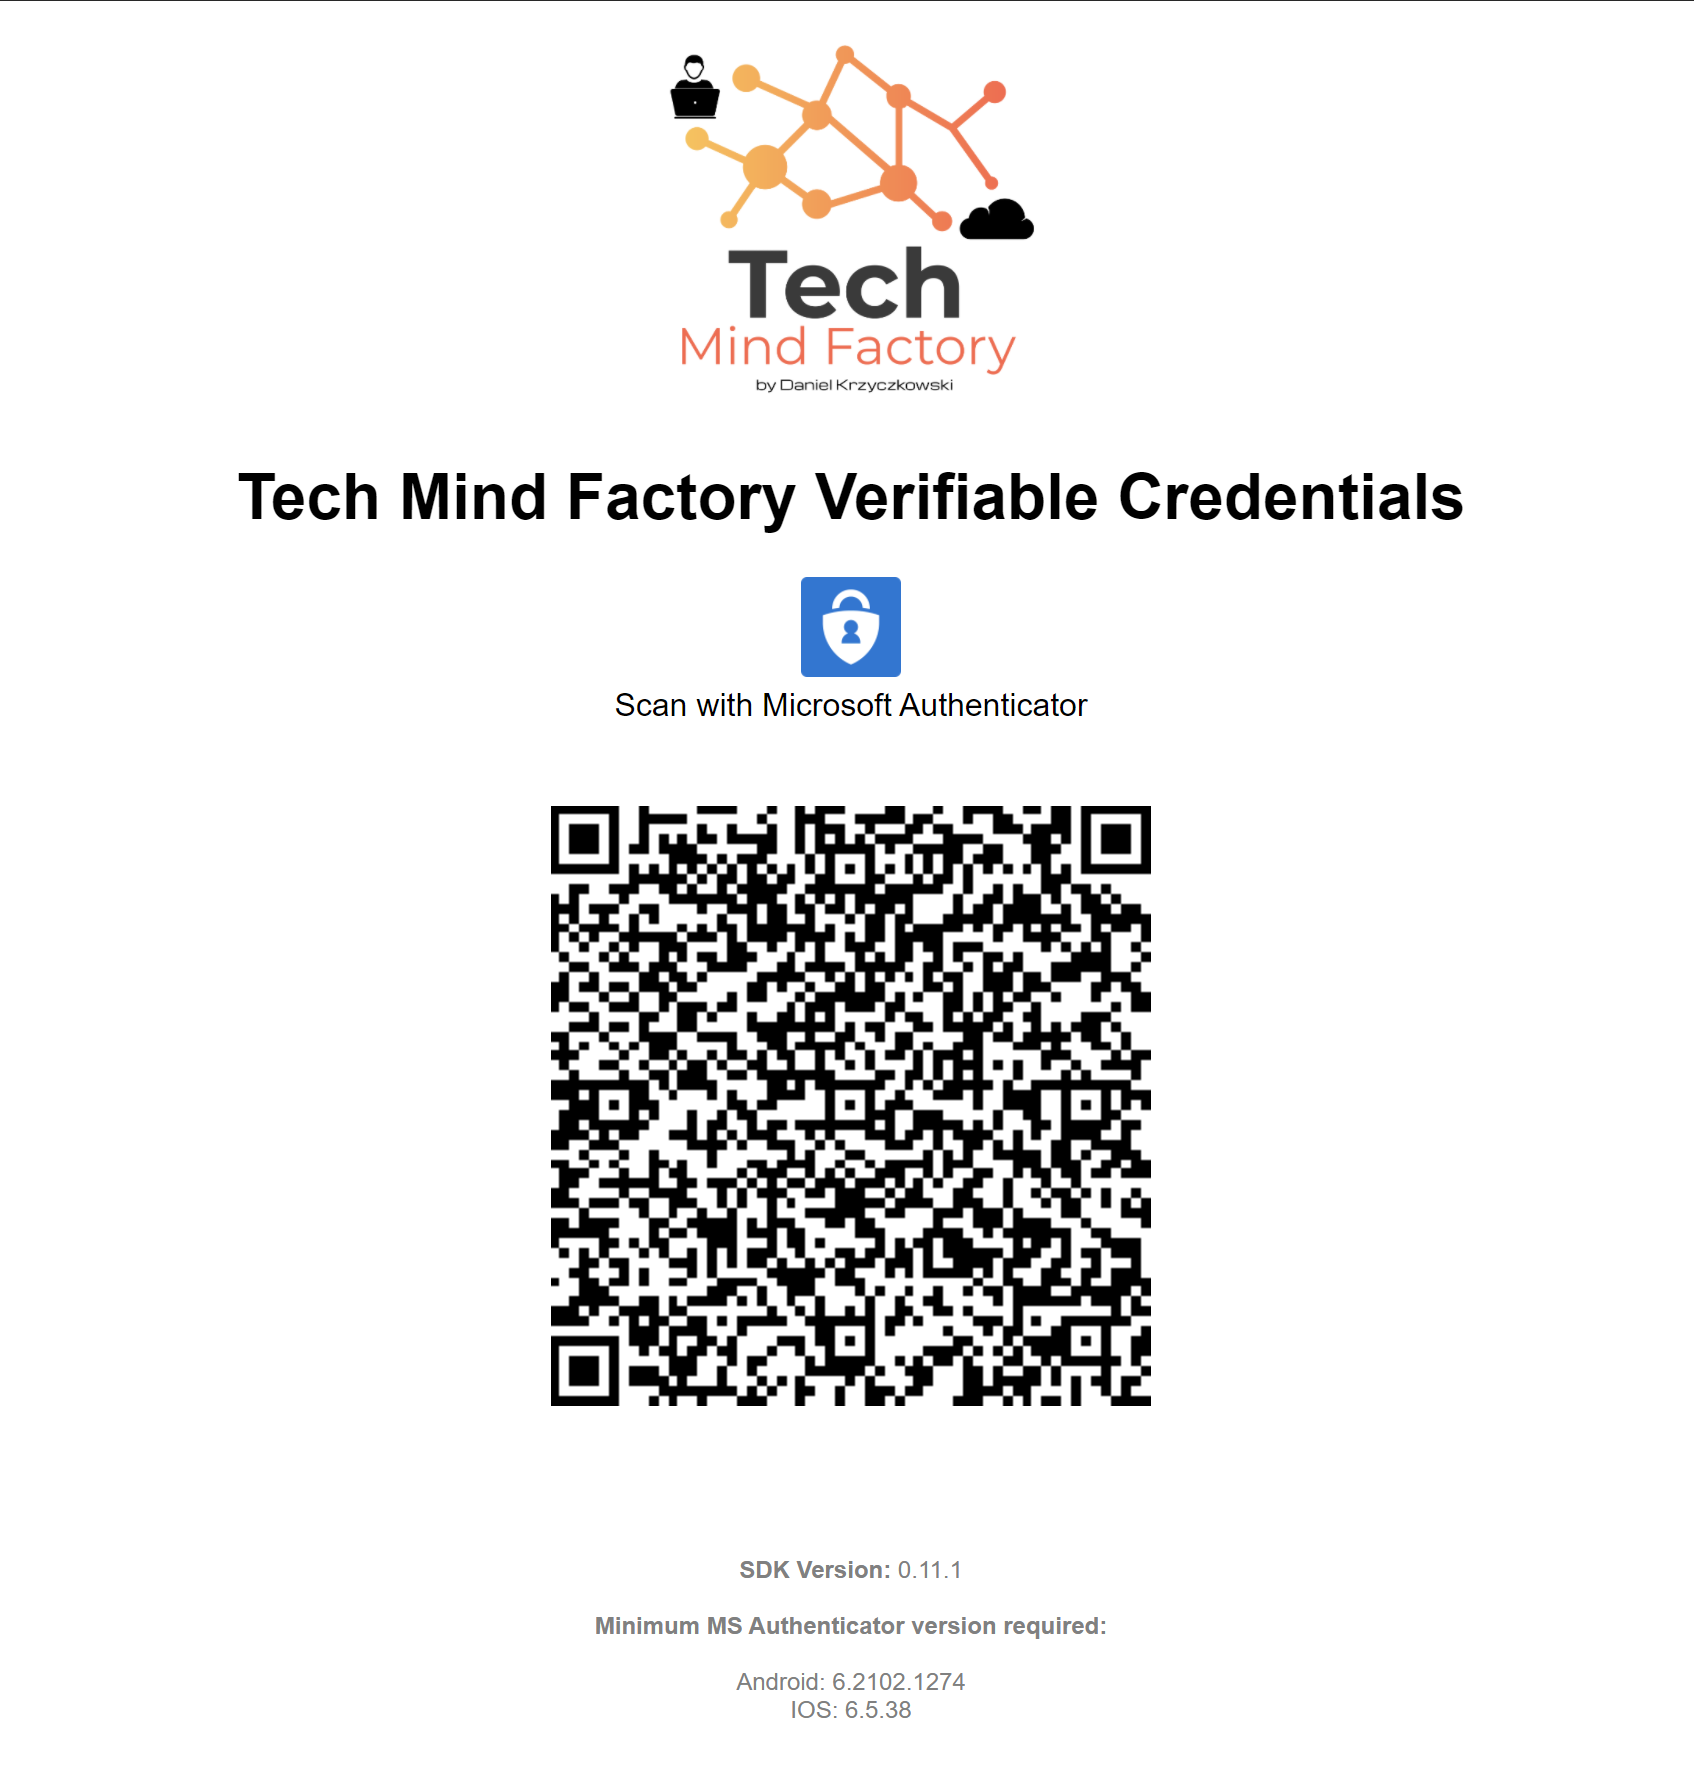 Tech
Mind Factory
by Daniel Krzyczkowski
Tech Mind Factory Verifiable Credentials
Scan with Microsoft Authenticator
SDK Version: 0.11.1
Minimum MS Authenticator version required:
Android: 6.2102.1274
IOS: 6.5.38